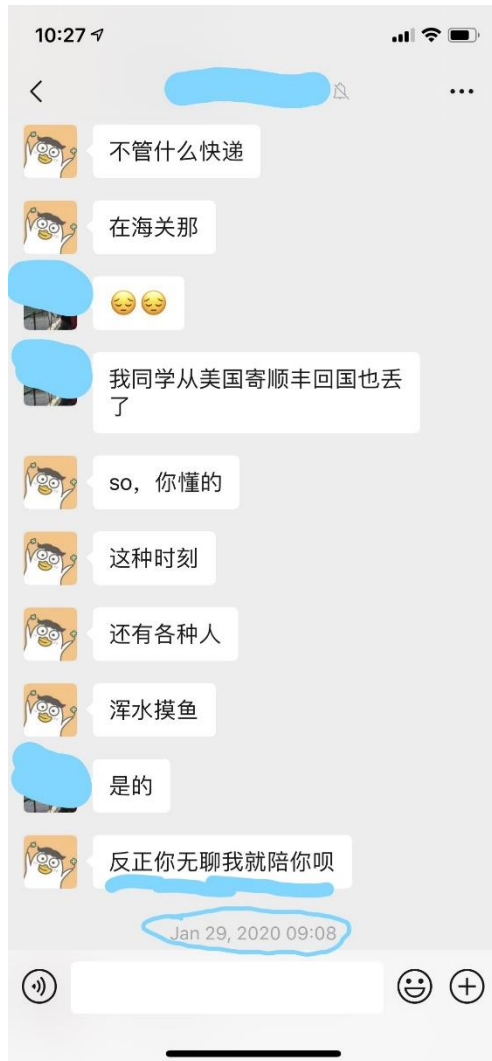 10:27
不管什么快递
在海关那
😔😔
我同学从美国寄顺丰回国也丢
了
so，你懂的
这种时刻
还有各种人
浑水摸鱼
是的
反正你无聊我就陪你呗
Jan 29, 2020 09:08